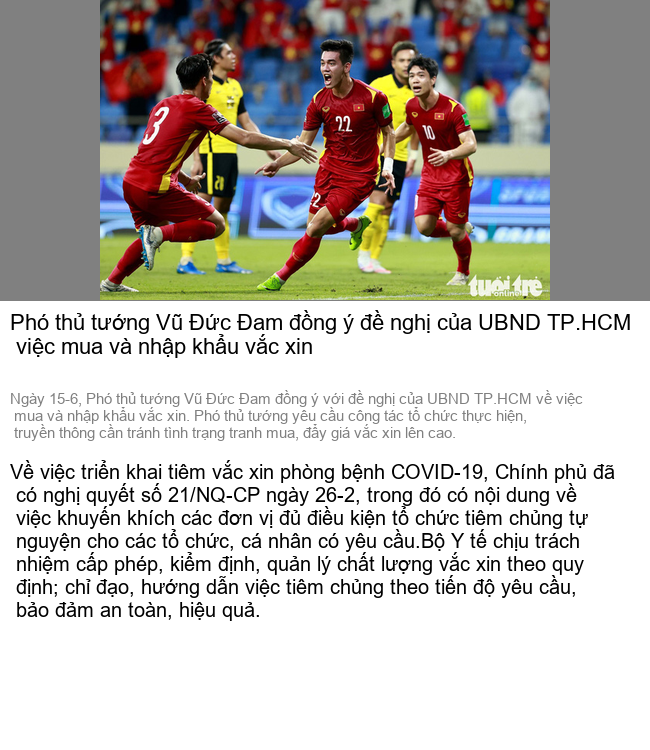 3
22
22
10
tuổi trẻ
online
Phó thủ tướng Vũ Đức Đam đồng ý đề nghị của UBND TP.HCM
việc mua và nhập khẩu vắc xin
Ngày 15-6, Phó thủ tướng Vũ Đức Đam đồng ý với đề nghị của UBND TP.HCM về việc
mua và nhập khẩu vắc xin. Phó thủ tướng yêu cầu công tác tổ chức thực hiện,
truyền thông cần tránh tình trạng tranh mua, đẩy giá vắc xin lên cao.
Về việc triển khai tiêm vắc xin phòng bệnh COVID-19, Chính phủ đã
có nghị quyết số 21/NQ-CP ngày 26-2, trong đó có nội dung về
việc khuyến khích các đơn vị đủ điều kiện tổ chức tiêm chủng tự
nguyện cho các tổ chức, cá nhân có yêu cầu.Bộ Y tế chịu trách
nhiệm cấp phép, kiểm định, quản lý chất lượng vắc xin theo quy
định; chỉ đạo, hướng dẫn việc tiêm chủng theo tiến độ yêu cầu,
bảo đảm an toàn, hiệu quả.